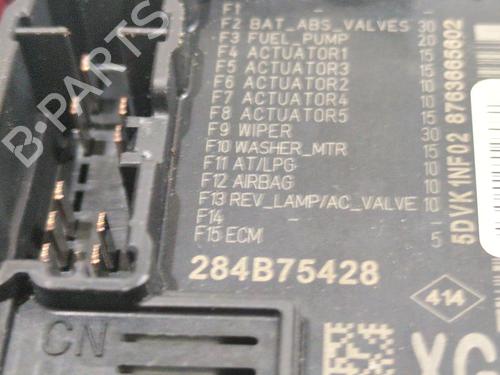 F1
F2 BAT_ABS_VALVES 30
F3 FUEL_PUMP 20
F4 ACTUATOR1 15
F5 ACTUATOR3 15
F6 ACTUATOR2 10
F7 ACTUATOR4 10
F8 ACTUATOR5 15
F9 WIPER 30
F10 WASHER_MTR 15
F11 AT/LPG 10
F12 AIRBAG 10
F13 REV_LAMP/AC_VALVE 10
F14
F15 ECM 5
284B75428
5DVK1NF02 8763665602
414
CN
XC
B-PARTS